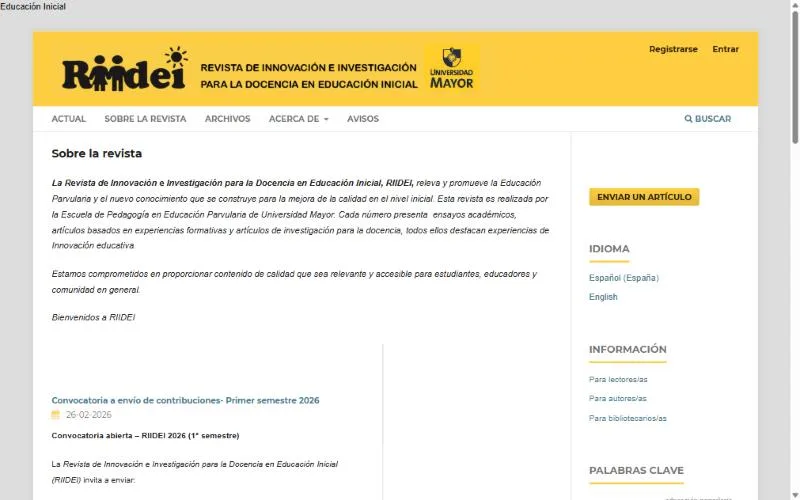 Educación Inicial
Riidei
REVISTA DE INNOVACIÓN E INVESTIGACIÓN
PARA LA DOCENCIA EN EDUCACIÓN INICIAL
UNIVERSIDAD
MAYOR
Registrarse Entrar
ACTUAL SOBRE LA REVISTA ARCHIVOS ACERCA DE AVISOS BUSCAR
Sobre la revista
La Revista de Innovación e Investigación para la Docencia en Educación Inicial, RIIDEI, releva y promueve la Educación
Parvularia y el nuevo conocimiento que se construye para la mejora de la calidad en el nivel inicial. Esta revista es realizada por
la Escuela de Pedagogía en Educación Parvularia de Universidad Mayor. Cada número presenta ensayos académicos,
artículos basados en experiencias formativas y artículos de investigación para la docencia, todos ellos destacan experiencias de
Innovación educativa.
Estamos comprometidos en proporcionar contenido de calidad que sea relevante y accesible para estudiantes, educadores y
comunidad en general.
Bienvenidos a RIIDEI
Convocatoria a envío de contribuciones- Primer semestre 2026
26-02-2026
Convocatoria abierta – RIIDEI 2026 (1° semestre)
La Revista de Innovación e Investigación para la Docencia en Educación Inicial
(RIIDEI) invita a enviar:
ENVIAR UN ARTÍCULO
IDIOMA
Español (España)
English
INFORMACIÓN
Para lectores/as
Para autores/as
Para bibliotecarios/as
PALABRAS CLAVE